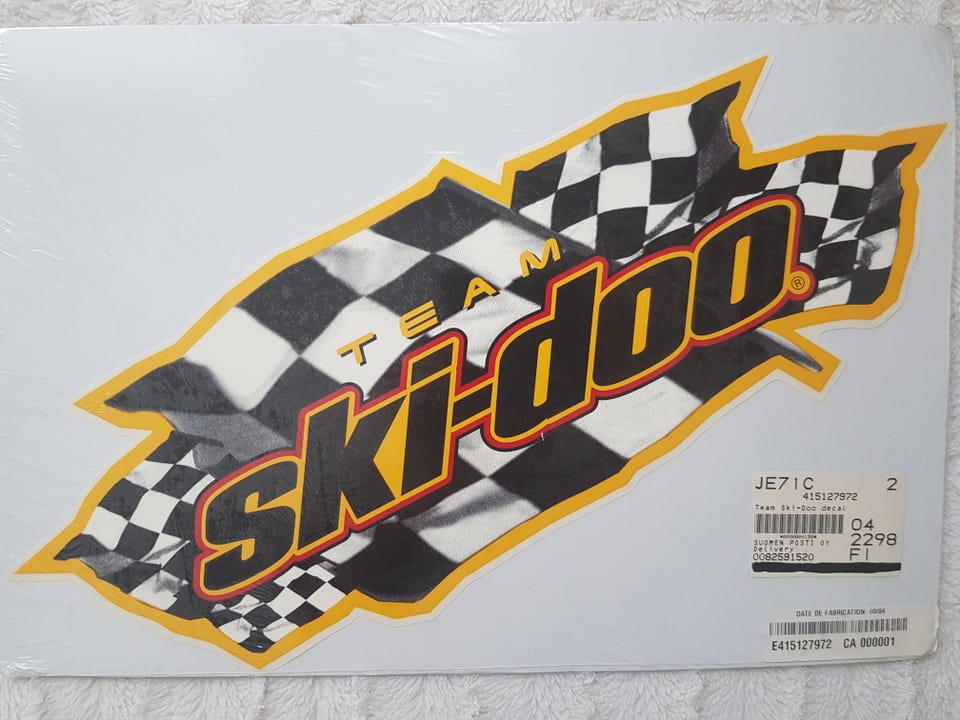 TEAM
ski-doo®
JE71C 2
415127972
Team Ski-Doo decal
04
*0000004150*
2298
SUOMEN POSTI OY
Delivery
FI
0082591520
DATE DE FABRICATION 00/04
E415127972 CA 000001